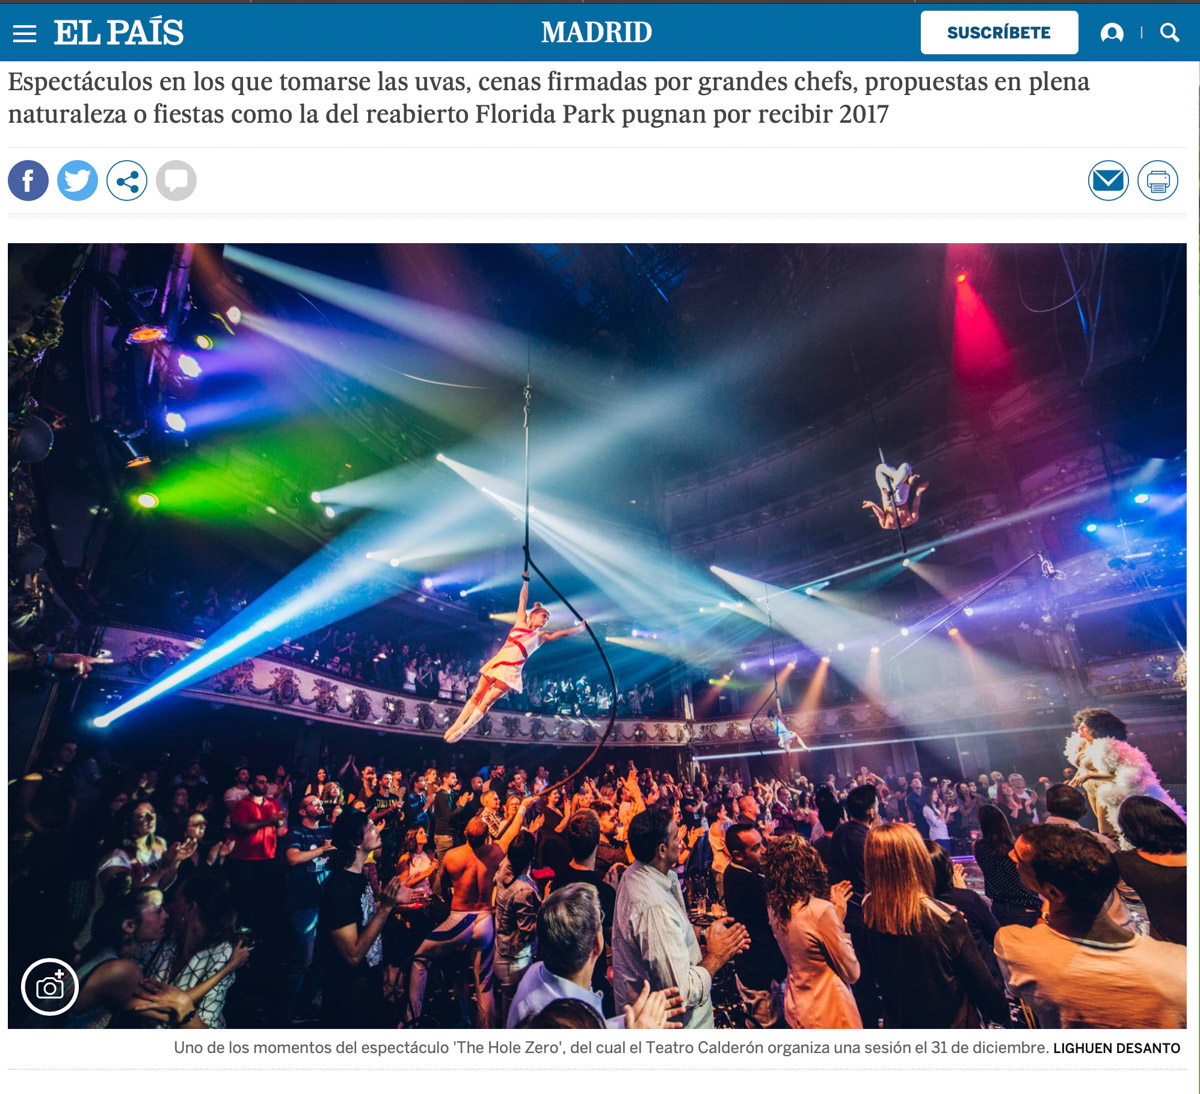 EL PAÍS
MADRID
SUSCRÍBETE
Espectáculos en los que tomarse las uvas, cenas firmadas por grandes chefs, propuestas en plena
naturaleza o fiestas como la del reabierto Florida Park pugnan por recibir 2017
Uno de los momentos del espectáculo 'The Hole Zero', del cual el Teatro Calderón organiza una sesión el 31 de diciembre. LIGHUEN DESANTO